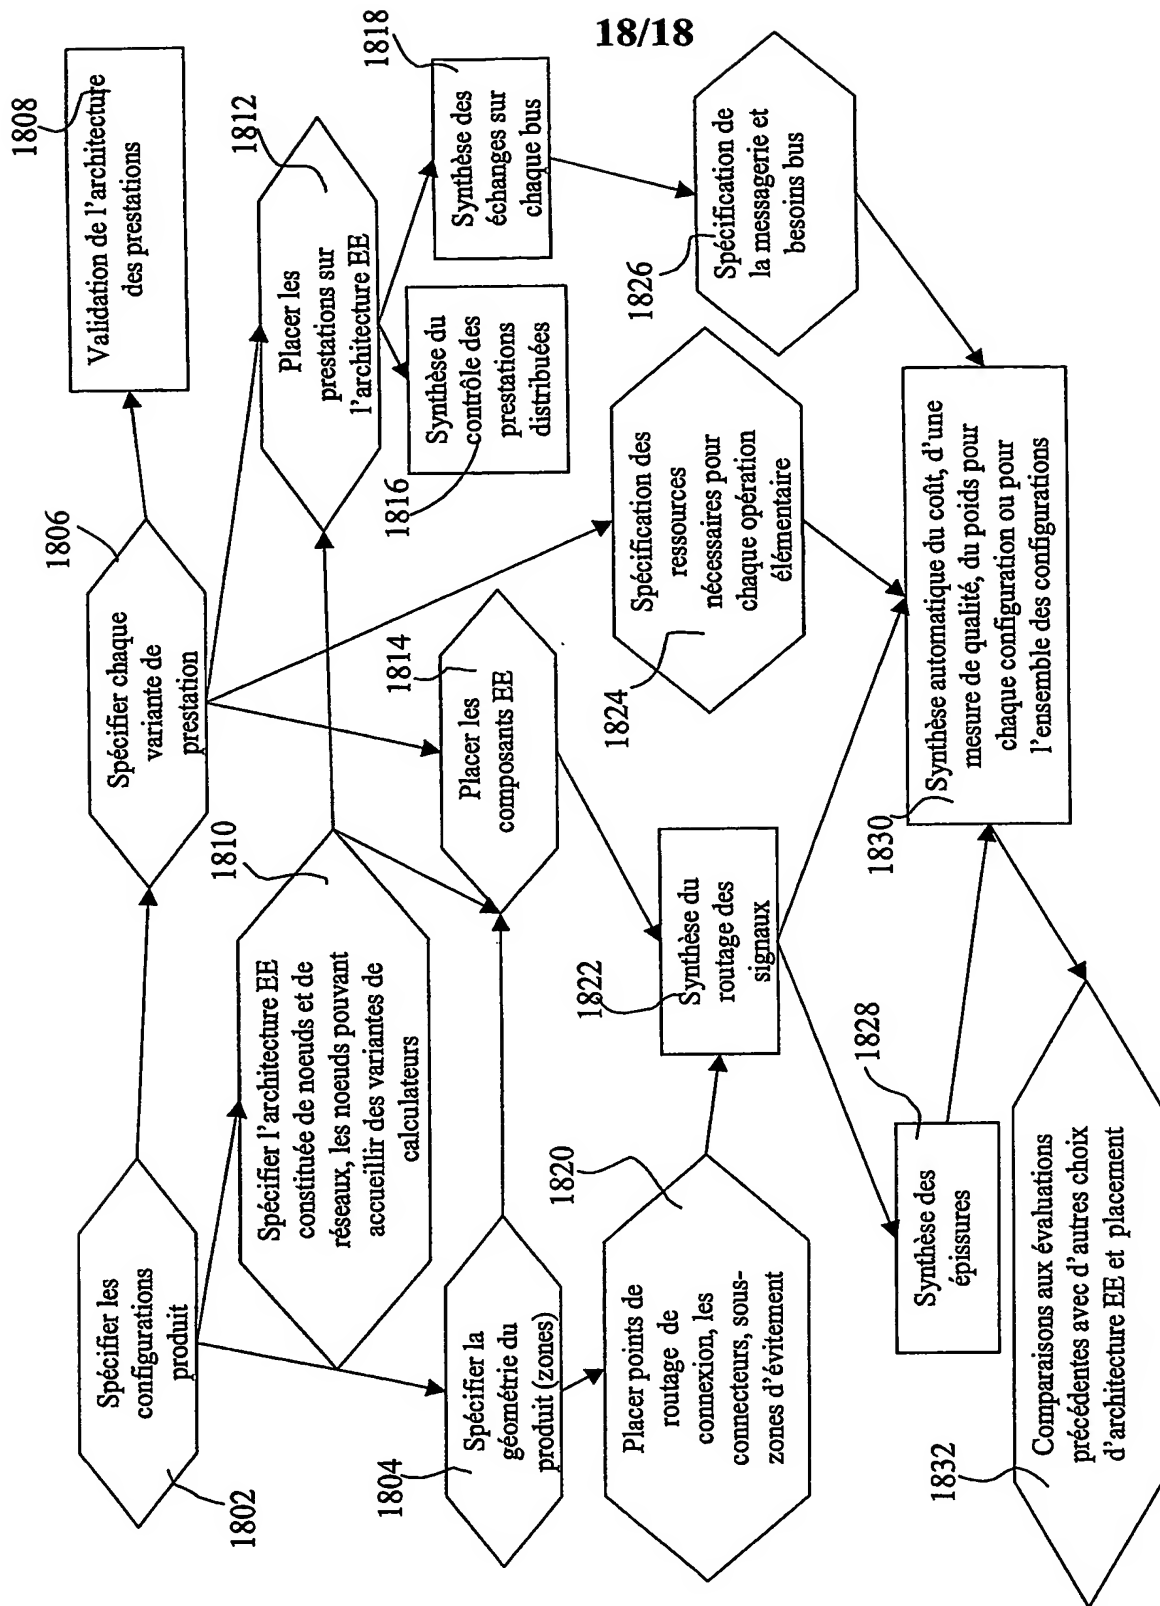 18/18
Spécifier les
configurations
produit
1802
Spécifier chaque
variante de
prestation
1806
Validation de l'architecture
des prestations
1808
Spécifier l'architecture EE
constituée de noeuds et de
réseaux, les noeuds pouvant
accueillir des variantes de
calculateurs
1810
Placer les
prestations sur
l'architecture EE
1812
Spécifier la
géométrie du
produit (zones)
1804
Placer les
composants EE
1814
Synthèse du
contrôle des
prestations
distribuées
1816
Synthèse des
échanges sur
chaque bus
1818
Placer points de
routage de
connexion, les
connecteurs, sous-
zones d'évitement
1820
Synthèse du
routage des
signaux
1822
Spécification des
ressources
nécessaires pour
chaque opération
élémentaire
1824
Spécification de
la messagerie et
besoins bus
1826
Synthèse des
épissures
1828
Synthèse automatique du coût, d'une
mesure de qualité, du poids pour
chaque configuration ou pour
l'ensemble des configurations
1830
Comparaisons aux évaluations
précédentes avec d'autres choix
d'architecture EE et placement
1832